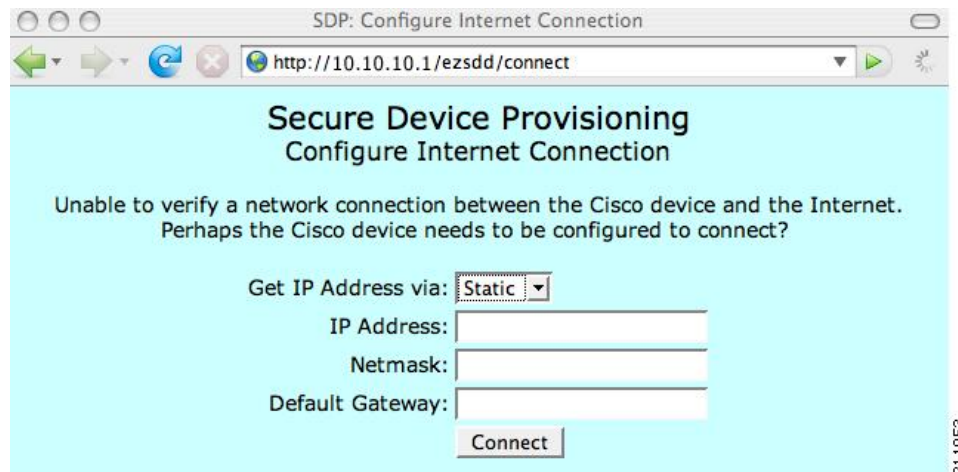 SDP: Configure Internet Connection
http://10.10.10.1/ezsdd/connect
Secure Device Provisioning
Configure Internet Connection
Unable to verify a network connection between the Cisco device and the Internet.
Perhaps the Cisco device needs to be configured to connect?
Get IP Address via: Static
IP Address:
Netmask:
Default Gateway:
Connect